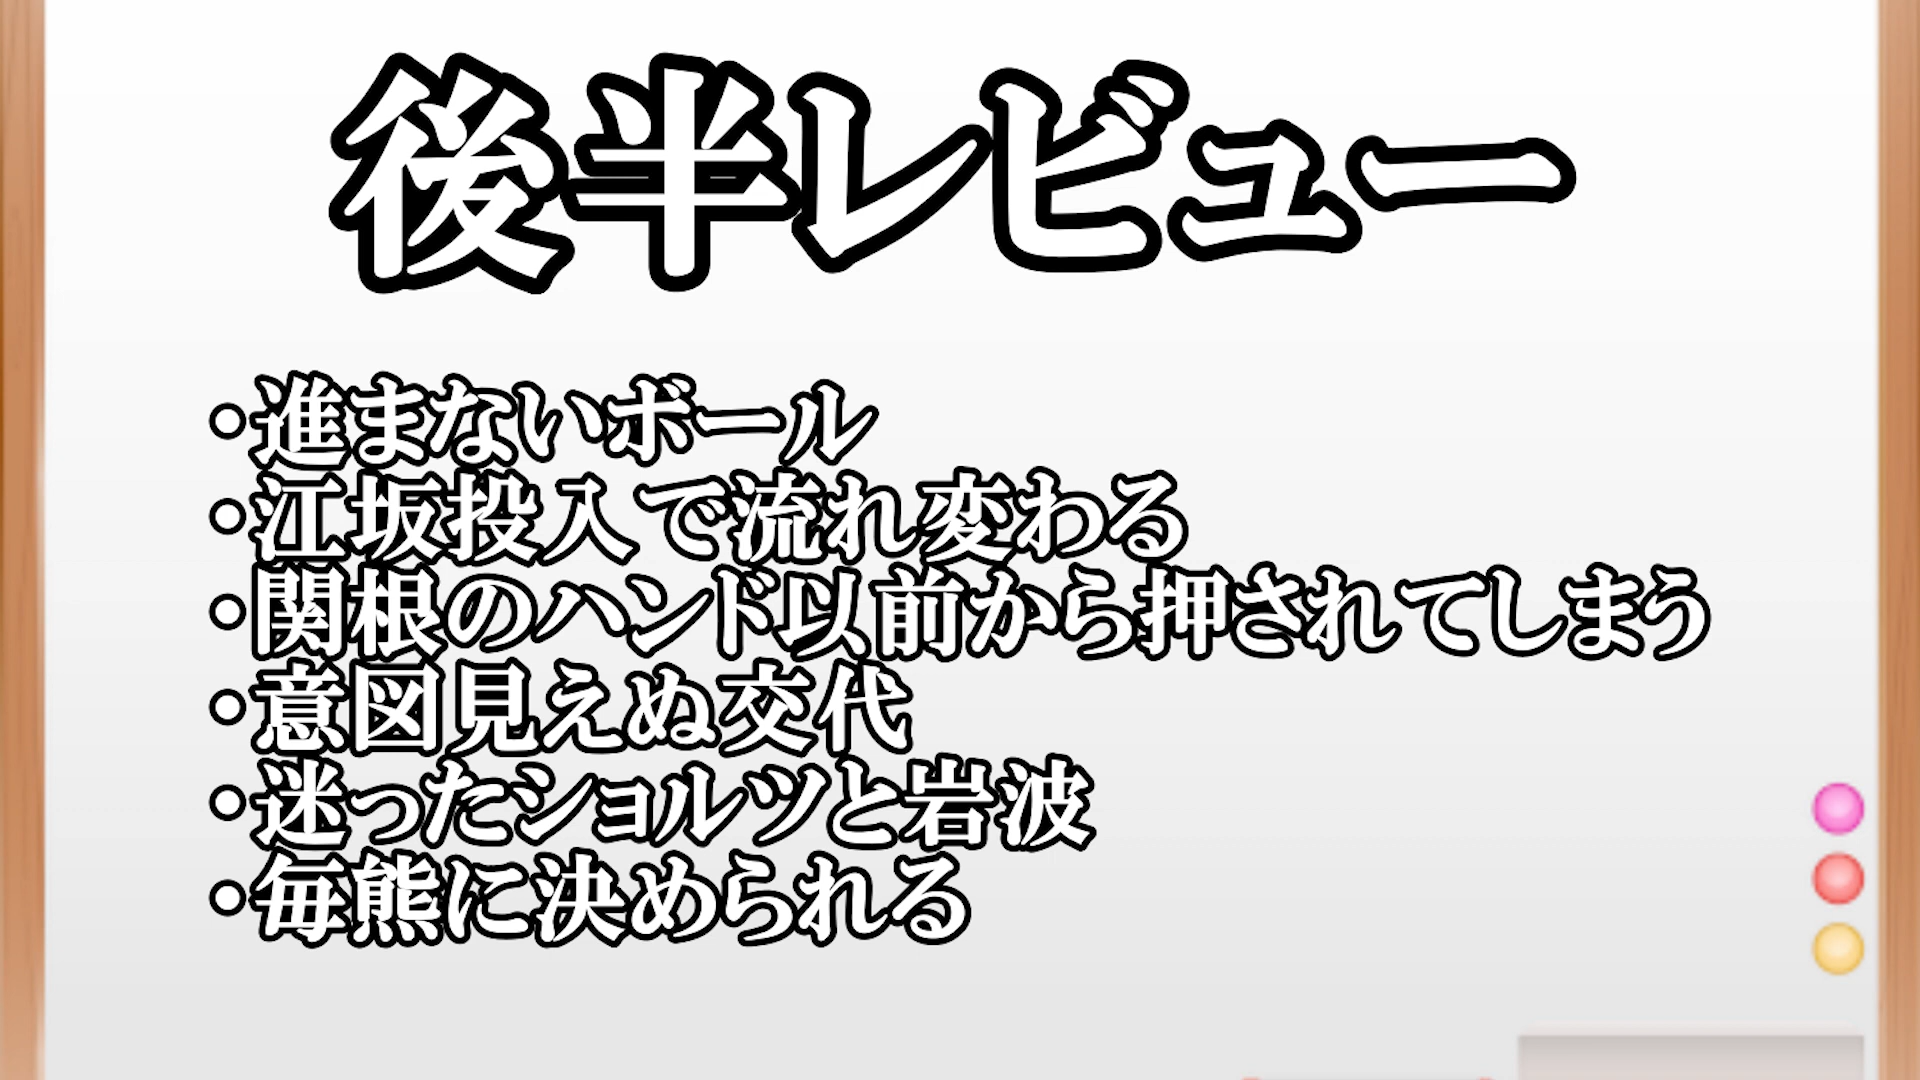 後半レビュー
・進まないボール
・江坂投入で流れ変わる
・関根のハンド以前から押されてしまう
・意図見えぬ交代
・迷ったショルツと岩波
・毎熊に決められる